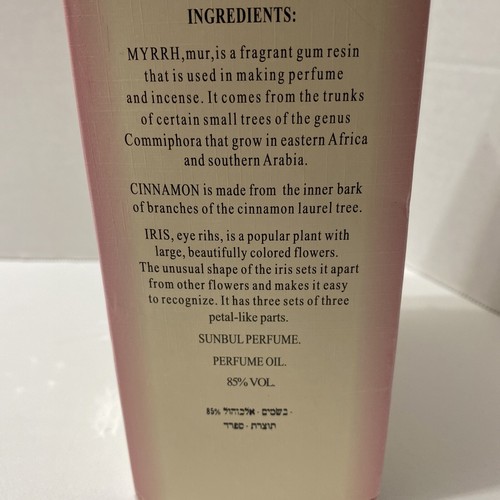 INGREDIENTS:
MYRRH,mur,is a fragrant gum resin
that is used in making perfume
and incense. It comes from the trunks
of certain small trees of the genus
Commiphora that grow in eastern Africa
and southern Arabia.
CINNAMON is made from the inner bark
of branches of the cinnamon laurel tree.
IRIS, eye rihs, is a popular plant with
large, beautifully colored flowers.
The unusual shape of the iris sets it apart
from other flowers and makes it easy
to recognize. It has three sets of three
petal-like parts.
SUNBUL PERFUME.
PERFUME OIL.
85% VOL.
בשמים - אלכוהול 85%
תוצרת - ספרד